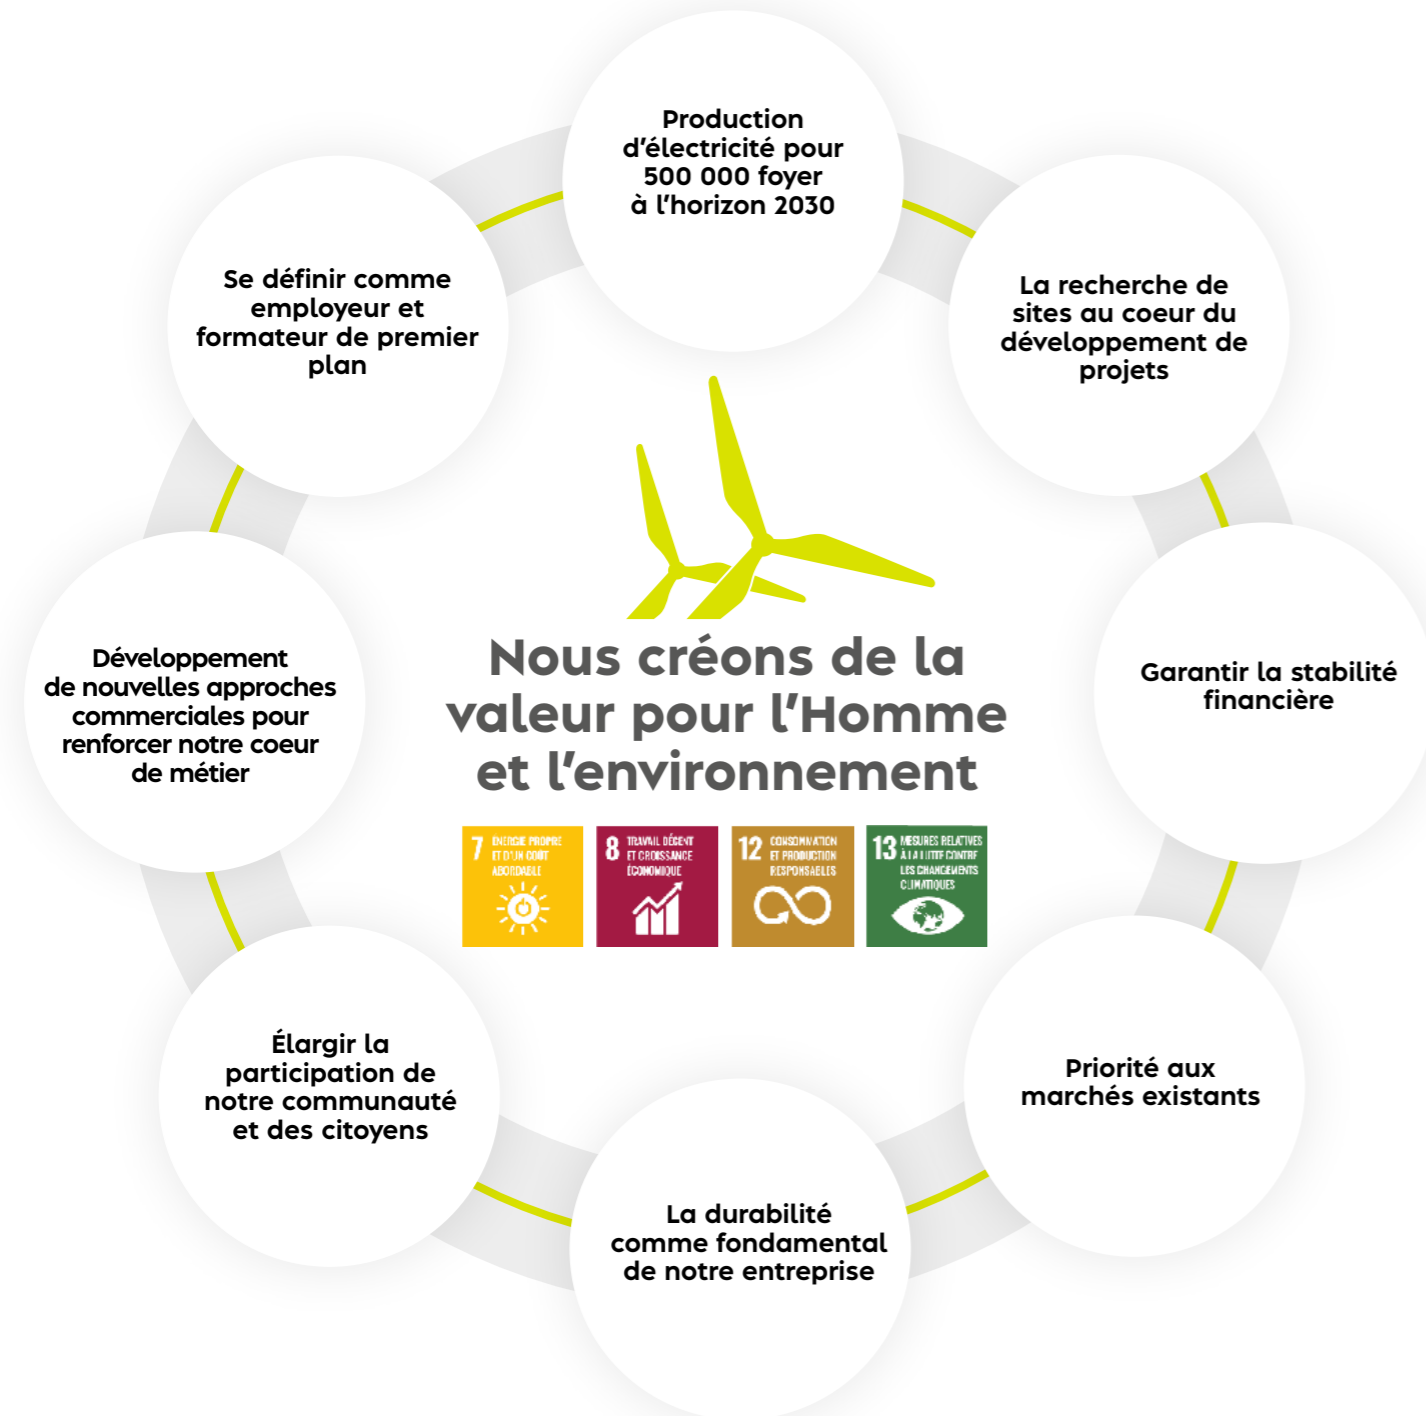 Production
d'électricité pour
500 000 foyer
à l'horizon 2030
La recherche de
sites au coeur du
développement de
projets
Garantir la stabilité
financière
Priorité aux
marchés existants
La durabilité
comme fondamental
de notre entreprise
Élargir la
participation de
notre communauté
et des citoyens
Développement
de nouvelles approches
commerciales pour
renforcer notre coeur
de métier
Se définir comme
employeur et
formateur de premier
plan
Nous créons de la
valeur pour l'Homme
et l'environnement
7 ÉNERGIE PROPRE
ET D'UN COÛT
ABORDABLE
8 TRAVAIL DÉCENT
ET CROISSANCE
ÉCONOMIQUE
12 CONSOMMATION
ET PRODUCTION
RESPONSABLES
13 MESURES RELATIVES
À LA LUTTE CONTRE
LES CHANGEMENTS
CLIMATIQUES